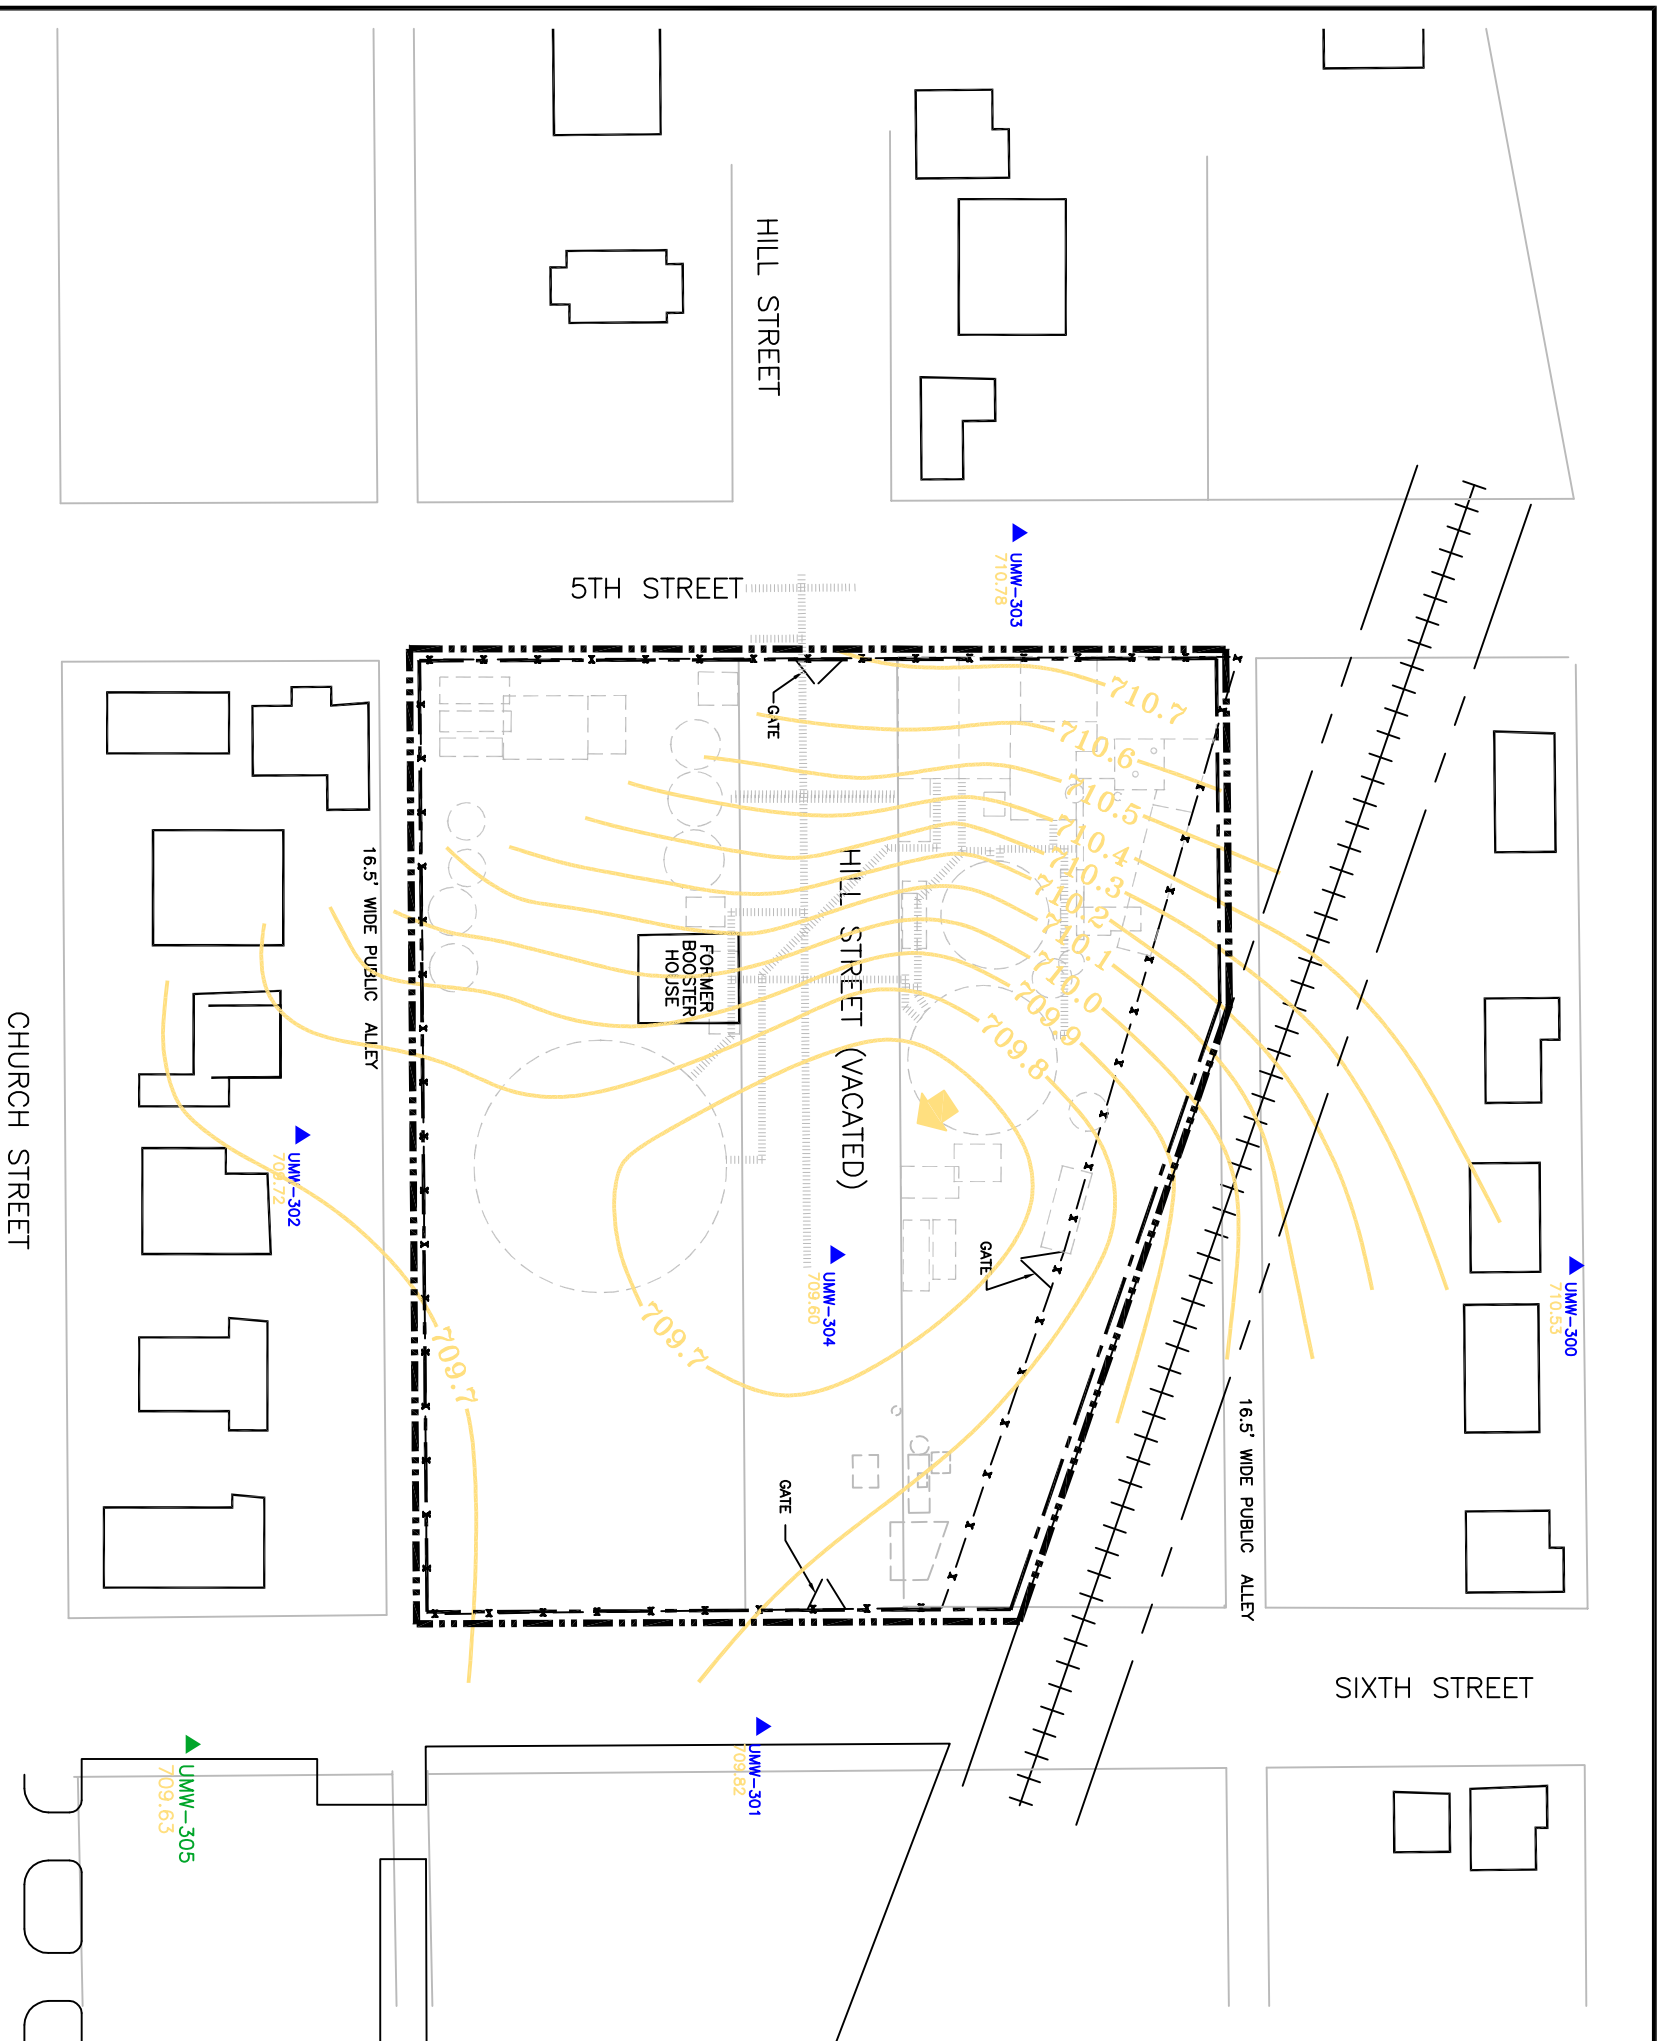 HILL STREET
UMW-303
710.78
5TH STREET
GATE
710.7
710.6
710.5
710.4
710.3
710.2
710.1
710.0
709.9
709.8
16.5' WIDE PUBLIC ALLEY
HILL STREET (VACATED)
FORMER
BOOSTER
HOUSE
CHURCH STREET
UMW-302
709.72
GATE
UMW-304
709.60
UMW-300
710.53
709.7
709.7
16.5' WIDE PUBLIC ALLEY
GATE
SIXTH STREET
UMW-301
709.82
UMW-305
709.63